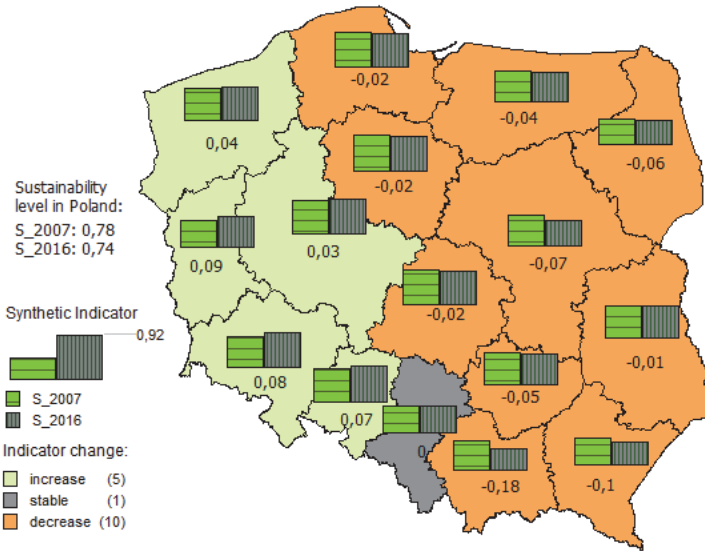 -0,02
-0,04
0,04
-0,06
-0,02
Sustainability
level in Poland:
S_2007: 0,78
S_2016: 0,74
0,03
0,09
-0,07
Synthetic Indicator
0,92
-0,02
-0,01
0,08
S_2007
S_2016
-0,05
0,07
Indicator change:
0
increase (5)
stable (1)
decrease (10)
-0,18
-0,1